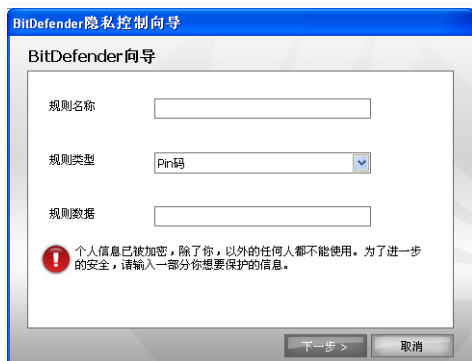 BitDefender隐私控制向导
BitDefender向导
规则名称
规则类型
Pin码
规则数据
个人信息已被加密，除了你，以外的任何人都不能使用。为了进一步
的安全，请输入一部分你想要保护的信息。
下一步 >
取消